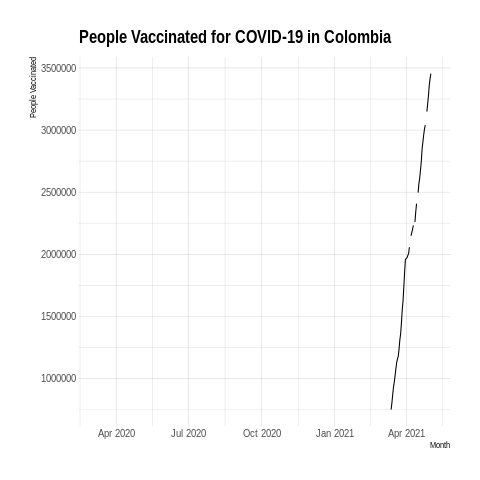 People Vaccinated for COVID-19 in Colombia
People Vaccinated
3500000
3000000
2500000
2000000
1500000
1000000
Apr 2020 Jul 2020 Oct 2020 Jan 2021 Apr 2021
Month